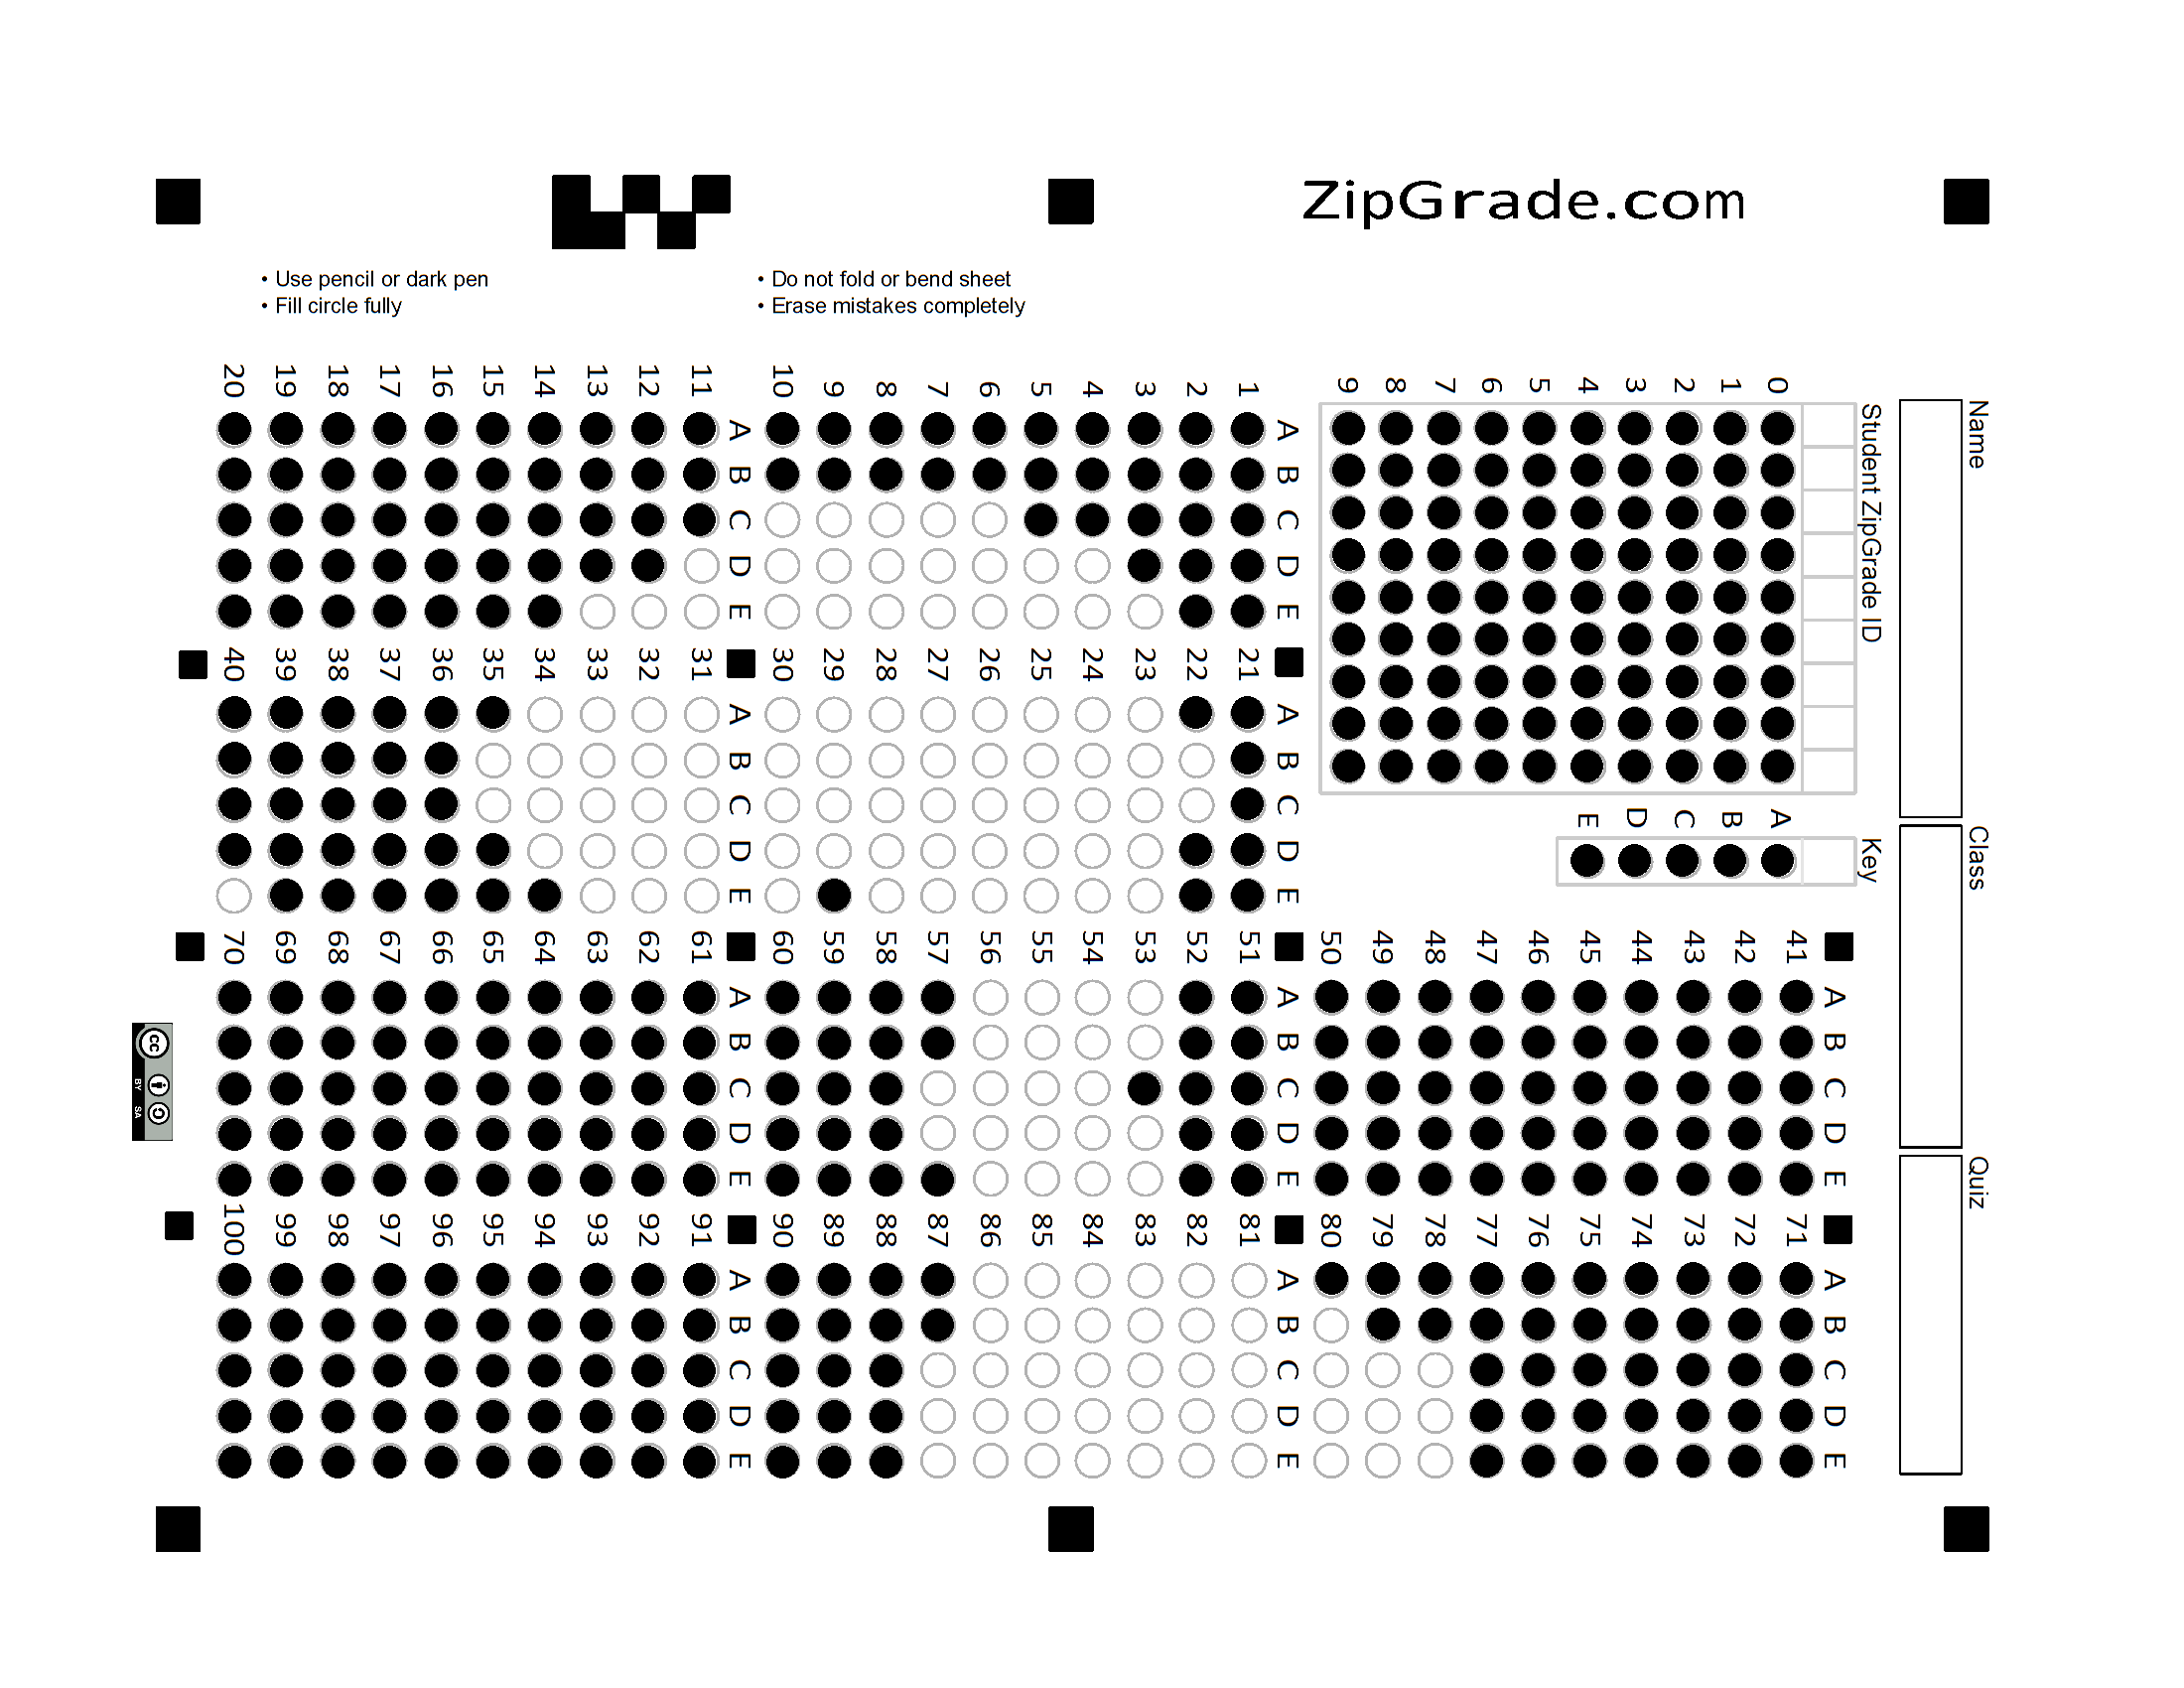 ZipGrade.com
• Use pencil or dark pen
• Fill circle fully
• Do not fold or bend sheet
• Erase mistakes completely
Name
Class
Quiz
Student ZipGrade ID
0 1 2 3 4 5 6 7 8 9
Key
A B C D E
A B C D E
1 2 3 4 5 6 7 8 9 10
A B C D E
11 12 13 14 15 16 17 18 19 20
A B C D E
21 22 23 24 25 26 27 28 29 30
A B C D E
31 32 33 34 35 36 37 38 39 40
A B C D E
41 42 43 44 45 46 47 48 49 50
A B C D E
51 52 53 54 55 56 57 58 59 60
A B C D E
61 62 63 64 65 66 67 68 69 70
A B C D E
71 72 73 74 75 76 77 78 79 80
A B C D E
81 82 83 84 85 86 87 88 89 90
A B C D E
91 92 93 94 95 96 97 98 99 100
cc BY SA